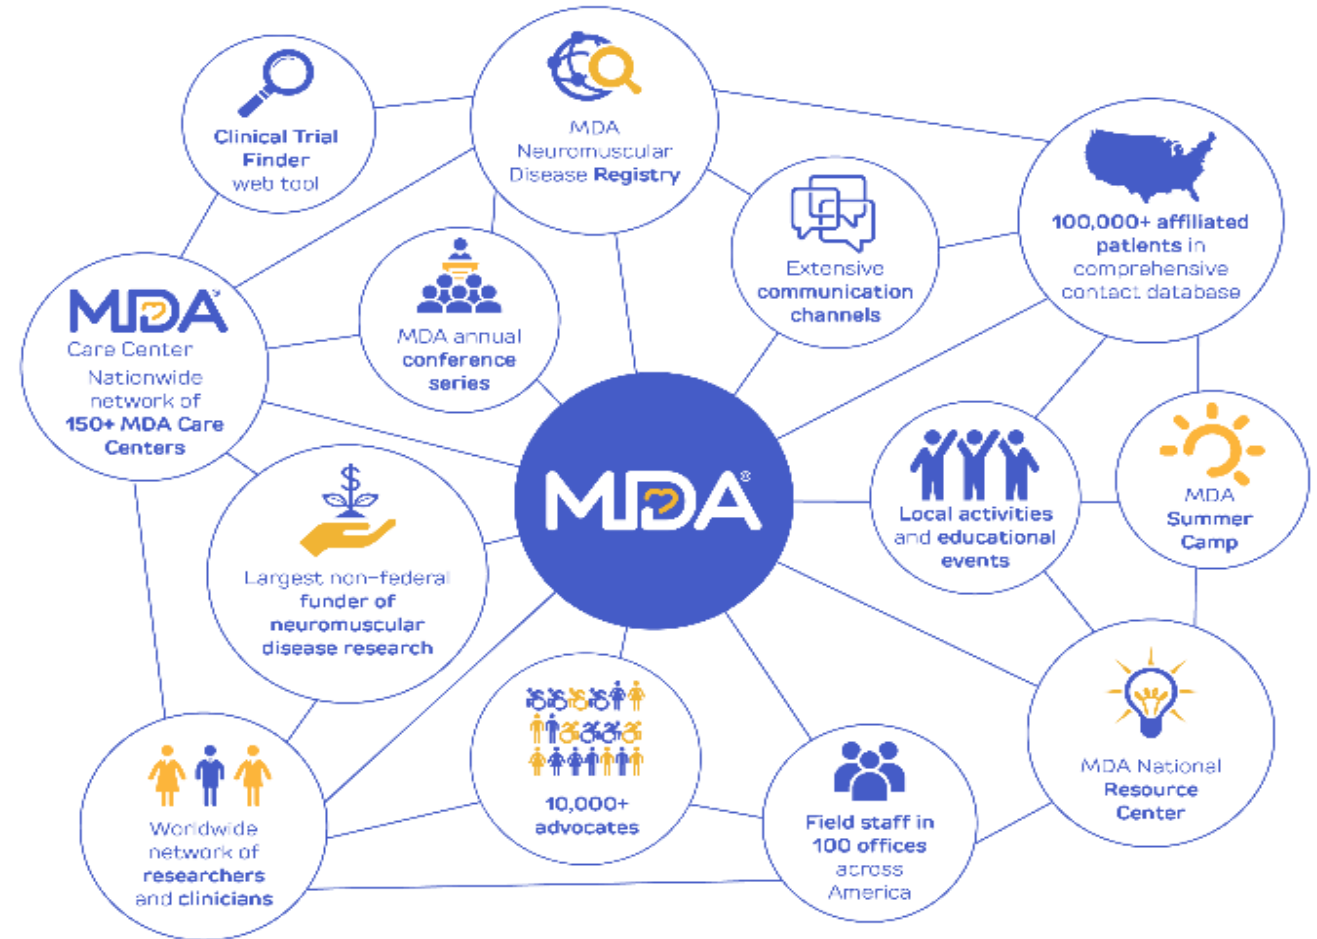 Clinical Trial
Finder
web tool
MDA
Neuromuscular
Disease Registry
100,000+ affiliated
patients in
comprehensive
contact database
Extensive
communication
channels
MDA®
Care Center
Nationwide
network of
150+ MDA Care
Centers
MDA annual
conference
series
MDA®
Local activities
and educational
events
MDA
Summer
Camp
$
Largest non-federal
funder of
neuromuscular
disease research
10,000+
advocates
Field staff in
100 offices
across
America
MDA National
Resource
Center
Worldwide
network of
researchers
and clinicians